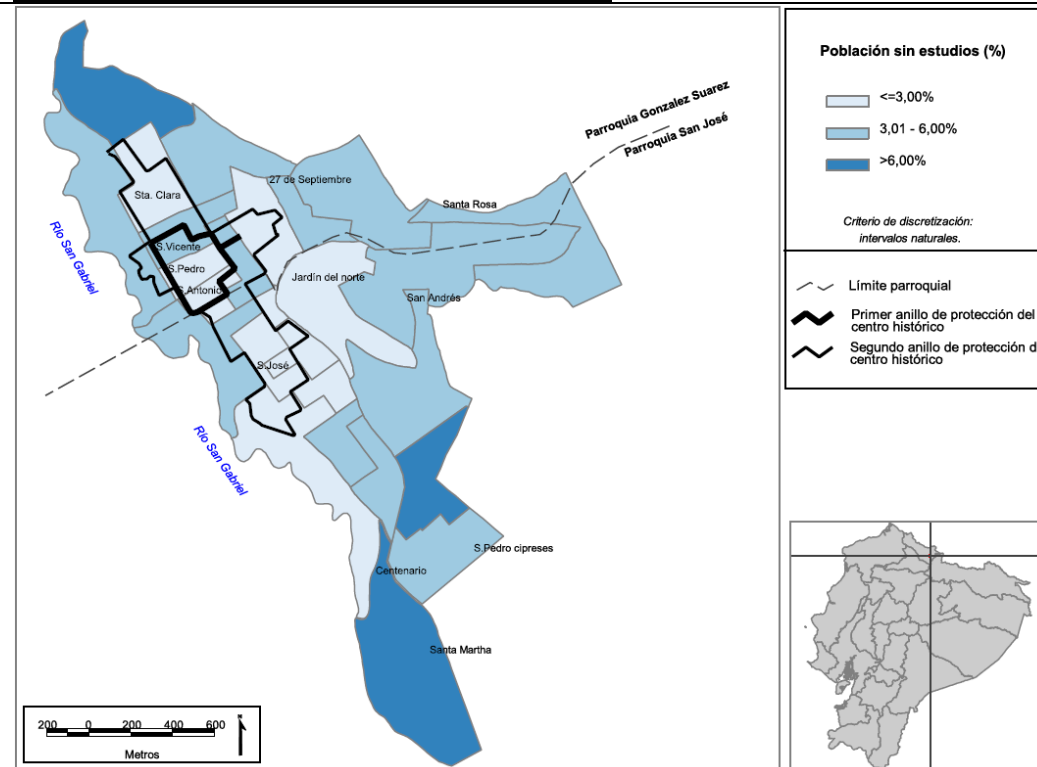 Población sin estudios (%)
<=3,00%
3,01 - 6,00%
>6,00%
Criterio de discretización:
intervalos naturales.
Límite parroquial
Primer anillo de protección del
centro histórico
Segundo anillo de protección d
centro histórico
Parroquia Gonzalez Suarez
Parroquia San José
27 de Septiembre
Sta. Clara
Santa Rosa
Río San Gabriel
S.Vicente
S.Pedro
S.Antonio
Jardín del norte
San Andrés
S.José
Río San Gabriel
S.Pedro cipreses
Centenario
Santa Martha
200 0 200 400 600
Metros